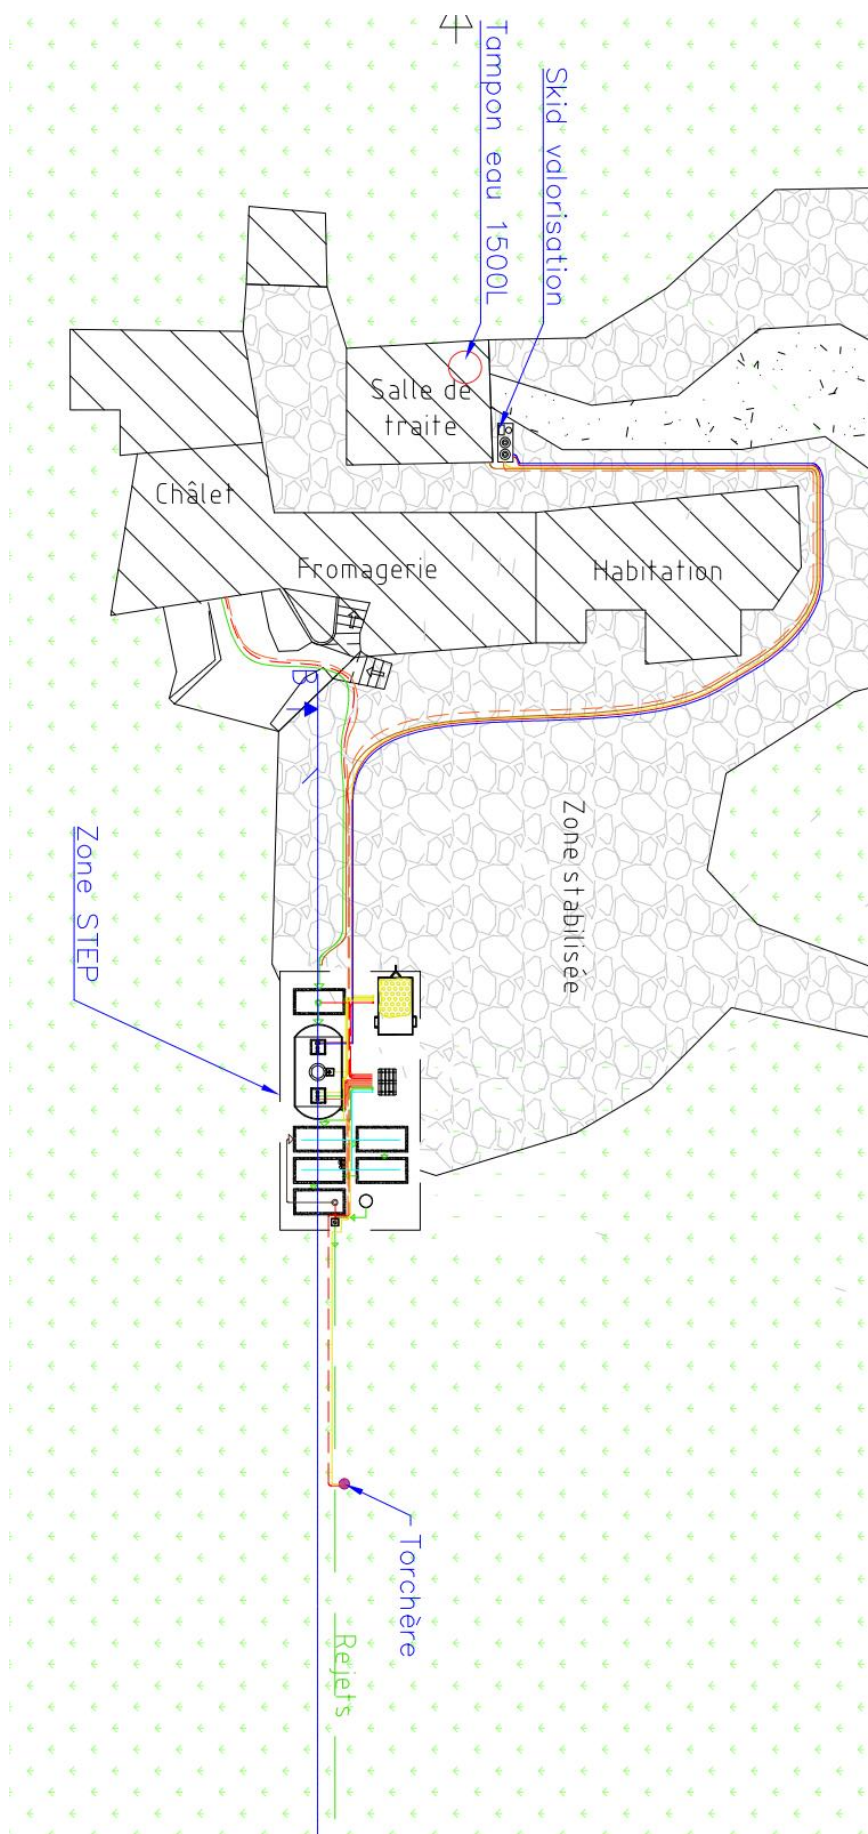 Tampon eau 1500L
Skid valorisation
Salle de
traite
Châlet
Fromagerie
Habitation
B
Zone stabilisée
Zone STEP
Torchère
Rejets